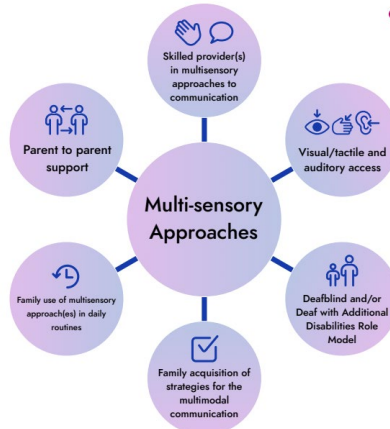 Skilled provider(s)
in multisensory
approaches to
communication
Parent to parent
support
Visual/tactile and
auditory access
Multi-sensory
Approaches
Family use of multisensory
approach(es) in daily
routines
Deafblind and/or
Deaf with Additional
Disabilities Role
Model
Family acquisition of
strategies for the
multimodal
communication